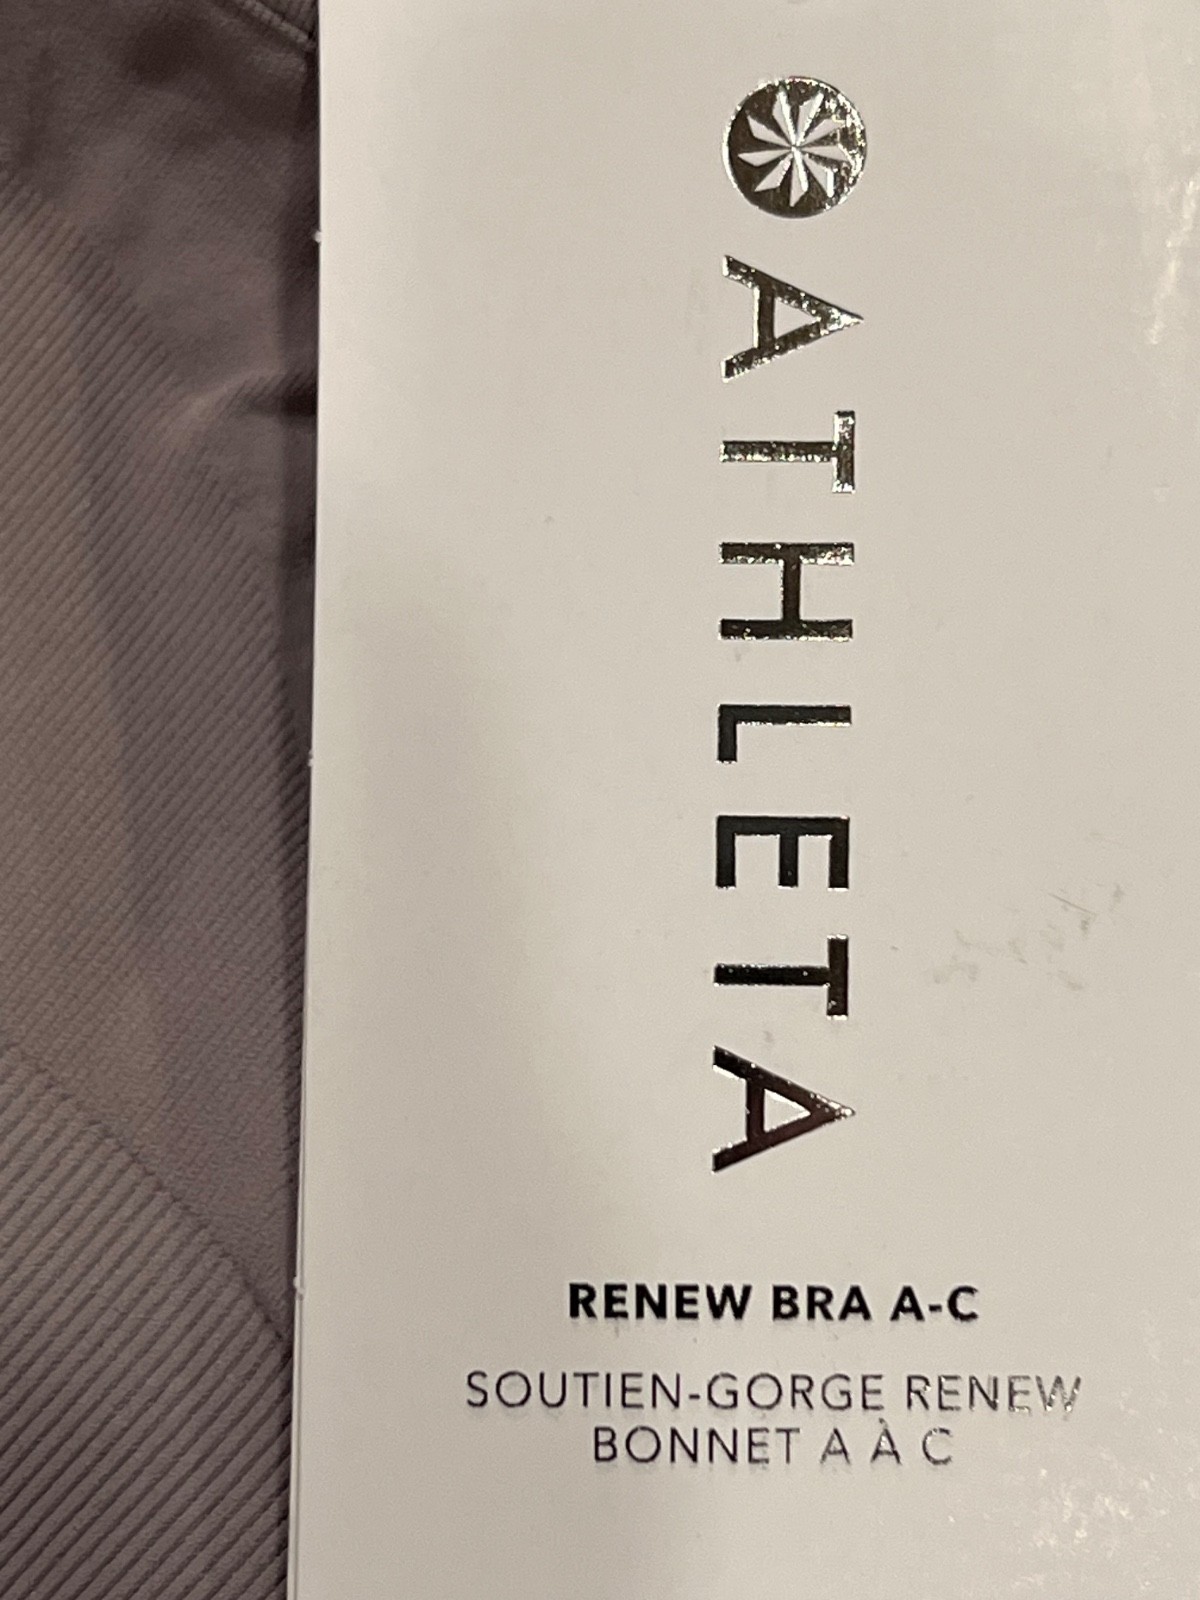 ATHLETA
RENEW BRA A-C
SOUTIEN-GORGE RENEW
BONNET A À C